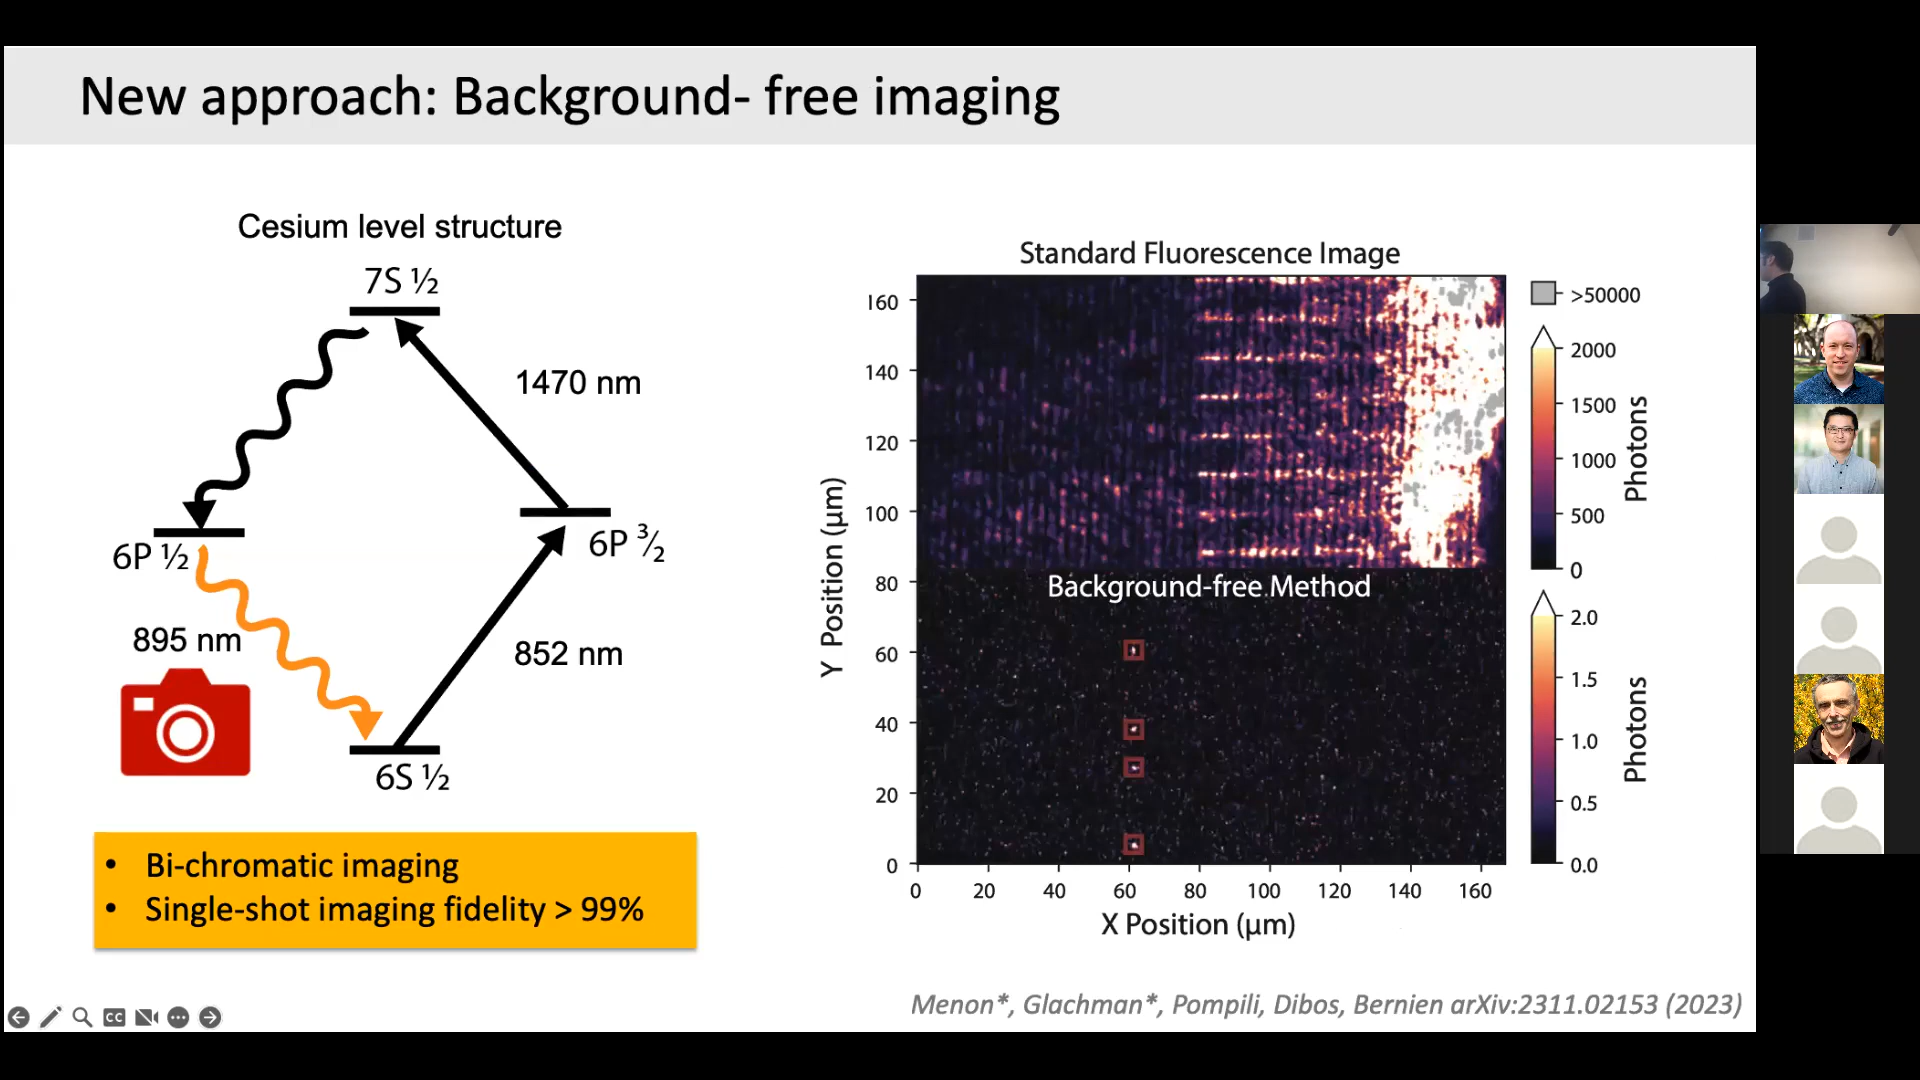 New approach: Background- free imaging
Cesium level structure
7S ½
1470 nm
6P ½
6P ³⁄₂
895 nm
852 nm
6S ½
• Bi-chromatic imaging
• Single-shot imaging fidelity > 99%
Standard Fluorescence Image
Background-free Method
Y Position (μm)
160
140
120
100
80
60
40
20
0
0 20 40 60 80 100 120 140 160
X Position (μm)
>50000
2000
1500
1000
500
0
Photons
2.0
1.5
1.0
0.5
0.0
Photons
Menon*, Glachman*, Pompili, Dibos, Bernien arXiv:2311.02153 (2023)
CC